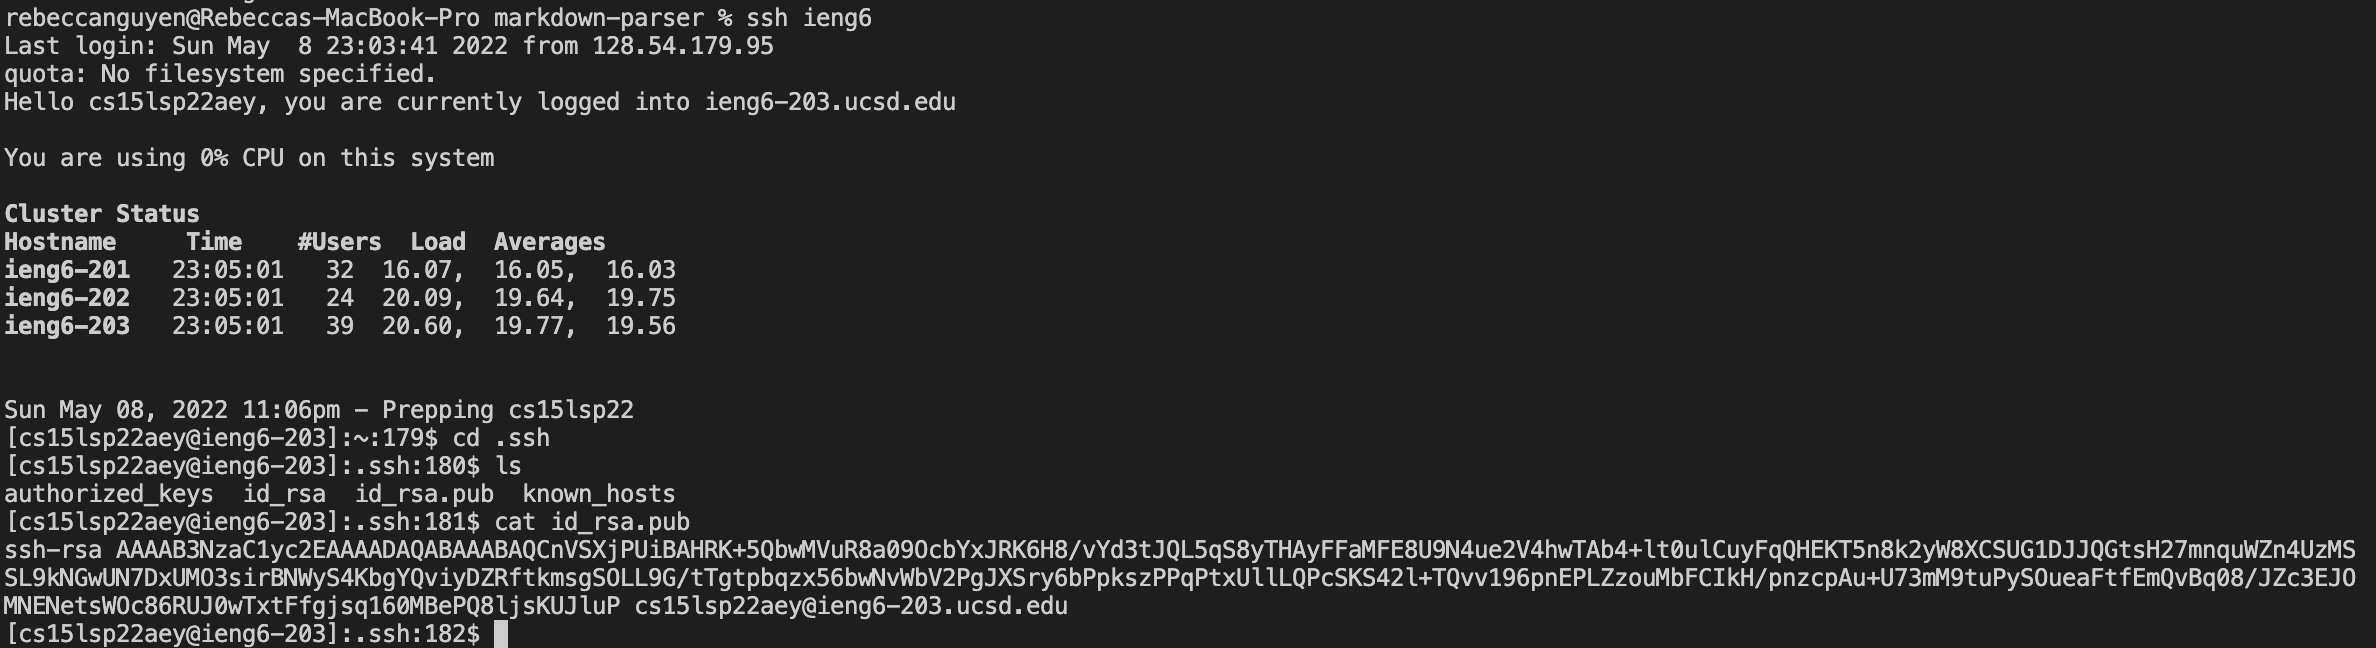 rebeccanguyen@Rebeccas-MacBook-Pro markdown-parser % ssh ieng6
Last login: Sun May  8 23:03:41 2022 from 128.54.179.95
quota: No filesystem specified.
Hello cs15lsp22aey, you are currently logged into ieng6-203.ucsd.edu
You are using 0% CPU on this system
Cluster Status
Hostname     Time    #Users  Load  Averages
ieng6-201   23:05:01   32  16.07,  16.05,  16.03
ieng6-202   23:05:01   24  20.09,  19.64,  19.75
ieng6-203   23:05:01   39  20.60,  19.77,  19.56
Sun May 08, 2022 11:06pm - Prepping cs15lsp22
[cs15lsp22aey@ieng6-203]:~:179$ cd .ssh
[cs15lsp22aey@ieng6-203]:.ssh:180$ ls
authorized_keys  id_rsa  id_rsa.pub  known_hosts
[cs15lsp22aey@ieng6-203]:.ssh:181$ cat id_rsa.pub
ssh-rsa AAAAB3NzaC1yc2EAAAADAQABAAABAQCnVSXjPUiBAHRK+5QbwMVuR8a09OcbYxJRK6H8/vYd3tJQL5qS8yTHAyFFaMFE8U9N4ue2V4hwTAb4+lt0ulCuyFqQHEKT5n8k2yW8XCSUG1DJJQGtsH27mnquWZn4UzMS
SL9kNGwUN7DxUMO3sirBNWyS4KbgYQviyDZRftkmsgSOLL9G/tTgtpbqzx56bwNvWbV2PgJXSry6bPpkszPPqPtxUllLQPcSKS42l+TQvv196pnEPLZzouMbFCIkH/pnzcpAu+U73mM9tuPySOueaFtfEmQvBq08/JZc3EJO
MNENetsWOc86RUJ0wTxtFfgjsq160MBePQ8ljsKUJluP cs15lsp22aey@ieng6-203.ucsd.edu
[cs15lsp22aey@ieng6-203]:.ssh:182$